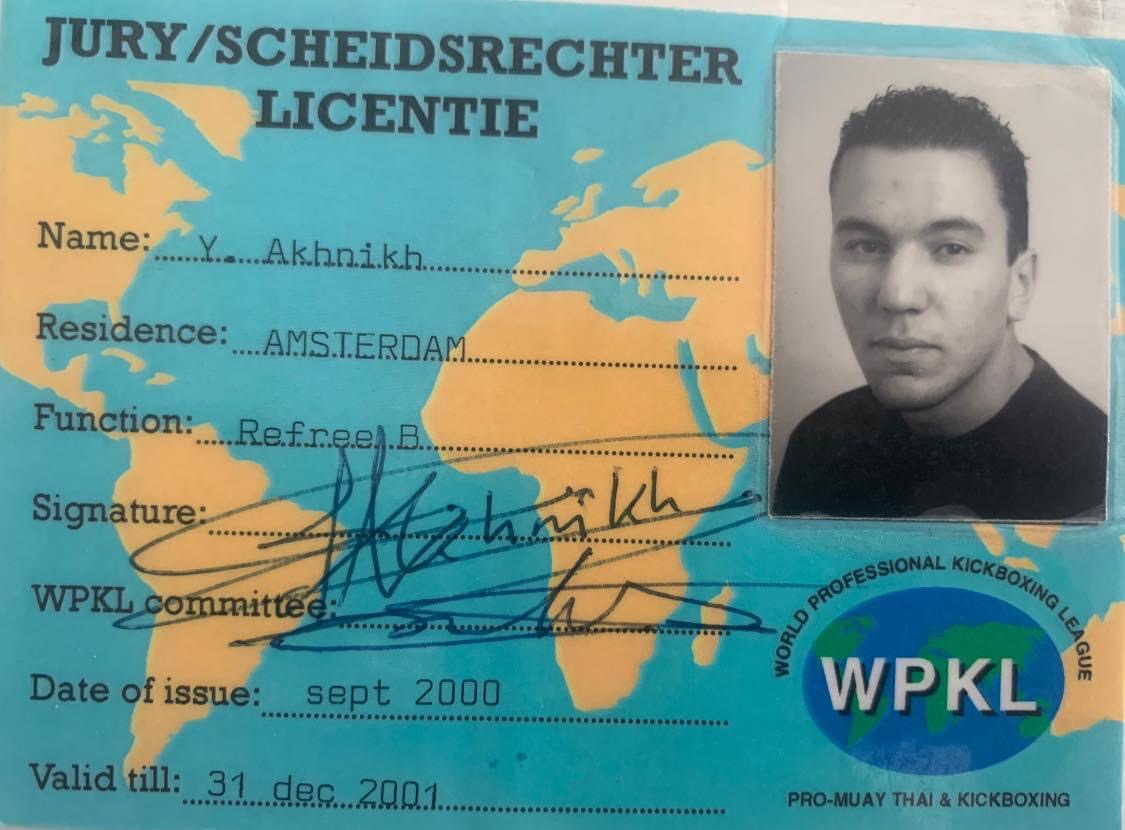 JURY/SCHEIDSRECHTER
LICENTIE
Name: Y. Akhnikh
Residence: AMSTERDAM
Function: Refree B
Signature: Akhnikh
WPKL committee:
Date of issue: sept 2000
Valid till: 31 dec 2001
WORLD PROFESSIONAL KICKBOXING LEAGUE
WPKL
PRO-MUAY THAI & KICKBOXING